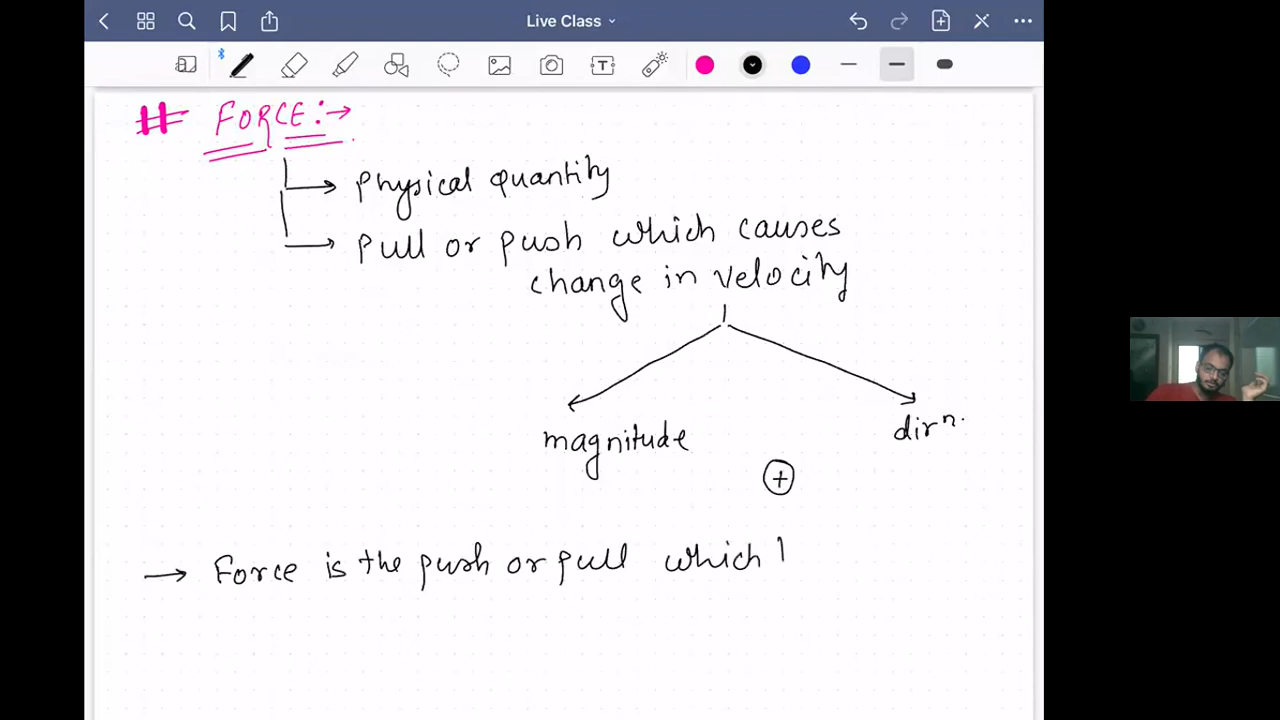 Live Class
# FORCE:→
→ Physical quantity
→ pull or push which causes
change in velocity
magnitude
dirⁿ.
+
→ Force is the push or pull which